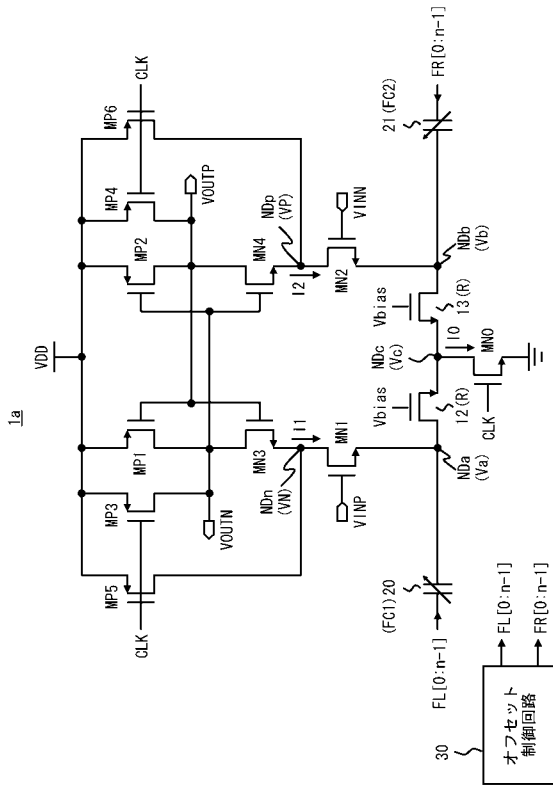 1a
VDD
MP5
MP3
MP1
MP2
MP4
MP6
CLK
CLK
VOUTN
VOUTP
MN3
MN4
NDn
(VN)
I1
I2
NDp
(VP)
VINP
MN1
MN2
VINN
Vbias
Vbias
NDc
(Vc)
12(R)
13(R)
I0
MN0
CLK
NDa
(Va)
NDb
(Vb)
(FC1)20
21(FC2)
FL[0:n-1]
FR[0:n-1]
30
オフセット
制御回路
FL[0:n-1]
FR[0:n-1]